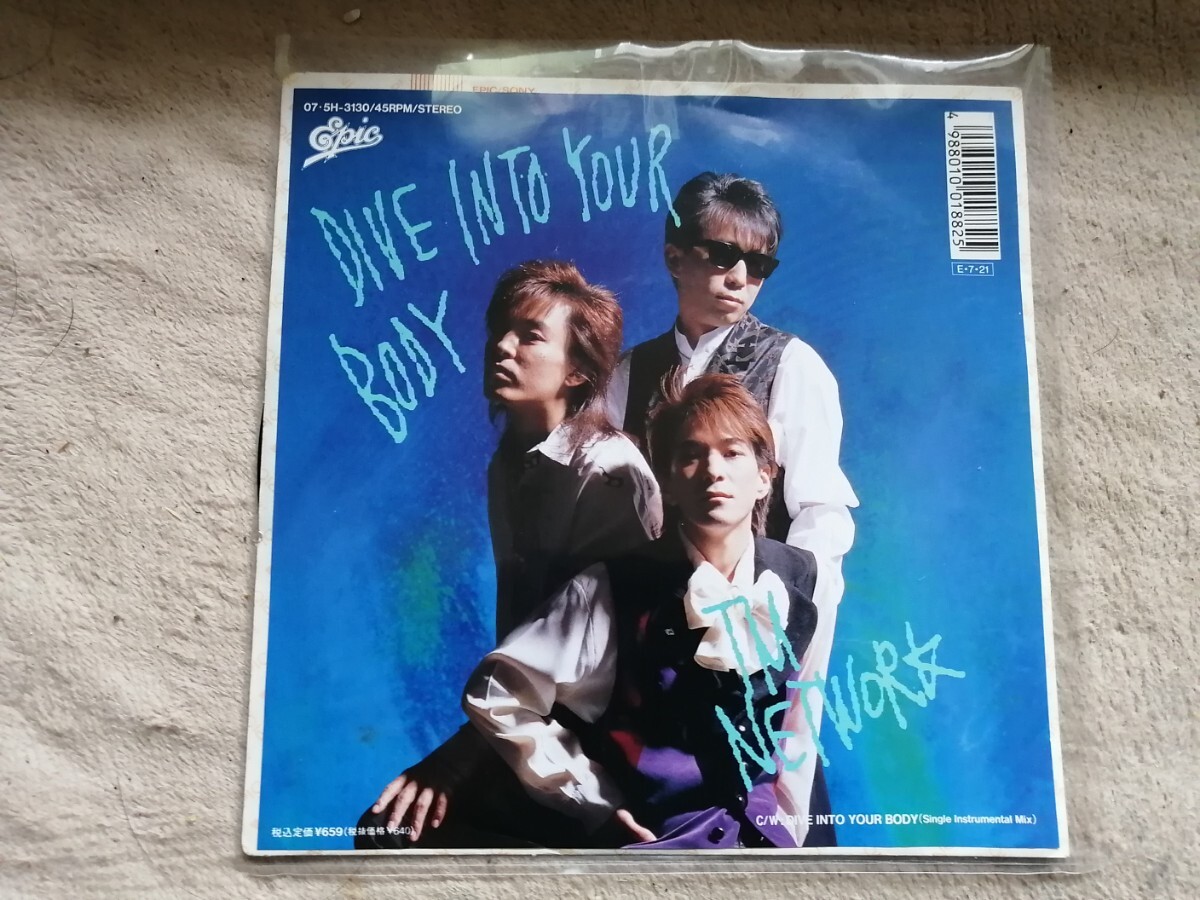 EPIC/SONY
07・5H-3130/45RPM/STEREO
Epic
DIVE INTO YOUR
BODY
4988010018825
E・7・21
TM
NETWORK
税込定価¥659(税抜価格¥640)
C/W:DIVE INTO YOUR BODY(Single Instrumental Mix)